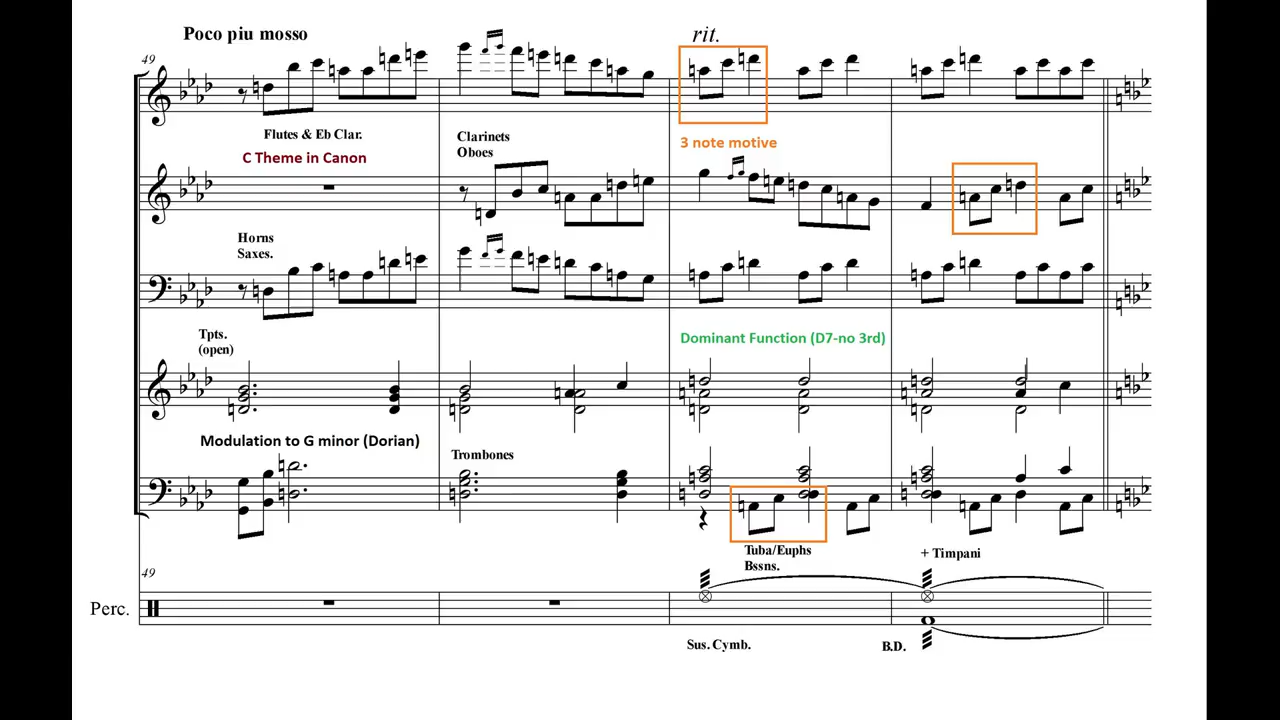 Poco piu mosso
rit.
49
Flutes & Eb Clar.
C Theme in Canon
Clarinets
Oboes
3 note motive
Horns
Saxes.
Tpts.
(open)
Dominant Function (D7-no 3rd)
Modulation to G minor (Dorian)
Trombones
Tuba/Euphs
Bssns.
+ Timpani
49
Perc.
Sus. Cymb.
B.D.